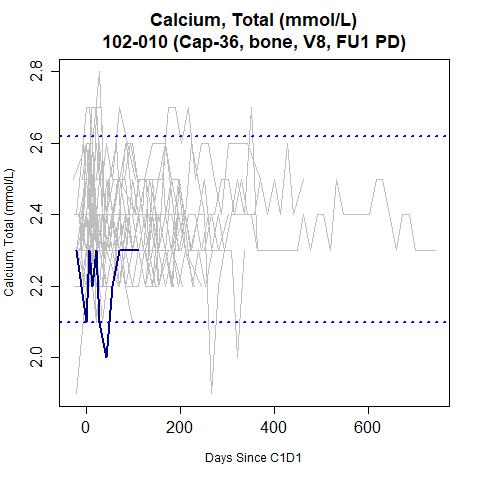 Calcium, Total (mmol/L)
102-010 (Cap-36, bone, V8, FU1 PD)
Calcium, Total (mmol/L)
2.8
2.6
2.4
2.2
2.0
0
200
400
600
Days Since C1D1